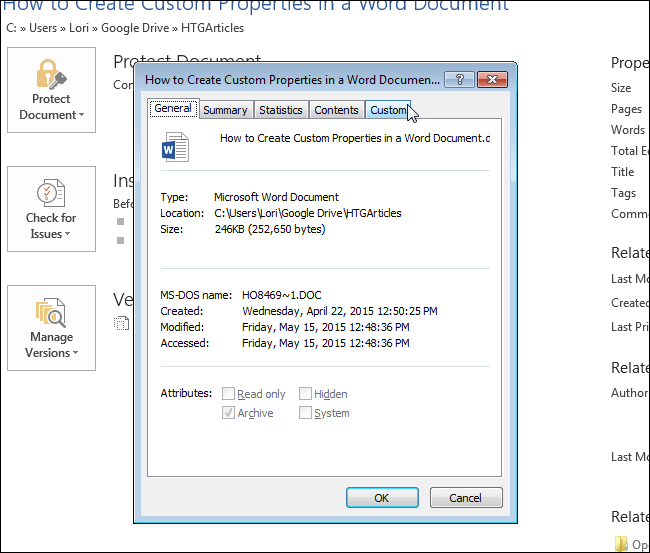 How to Create Custom Properties in a Word Document
C: » Users » Lori » Google Drive » HTGArticles
Protect
Document
Protect Document
Con
Check for
Issues
Ins
Befo
Manage
Versions
Ve
How to Create Custom Properties in a Word Documen...
General Summary Statistics Contents Custom
How to Create Custom Properties in a Word Document.d
Type: Microsoft Word Document
Location: C:\Users\Lori\Google Drive\HTGArticles
Size: 246KB (252,650 bytes)
MS-DOS name: HO8469~1.DOC
Created: Wednesday, April 22, 2015 12:50:25 PM
Modified: Friday, May 15, 2015 12:48:36 PM
Accessed: Friday, May 15, 2015 12:48:36 PM
Attributes: Read only Hidden
Archive System
OK Cancel
Prope
Size
Pages
Words
Total Ed
Title
Tags
Comme
Relate
Last Mo
Created
Last Pri
Relate
Author
Last Mo
Relate
Ope